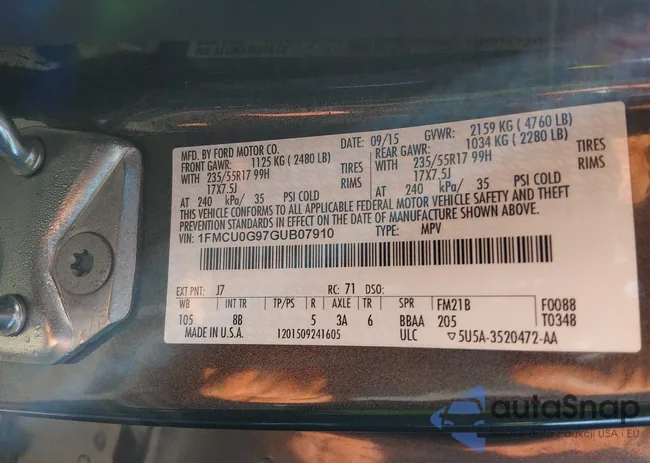 MFD. BY FORD MOTOR CO.
DATE: 09/15 GVWR: 2159 KG ( 4760 LB)
FRONT GAWR: 1125 KG ( 2480 LB) REAR GAWR: 1034 KG ( 2280 LB)
WITH 235/55R17 99H TIRES WITH 235/55R17 99H TIRES
17X7.5J RIMS 17X7.5J RIMS
AT 240 kPa/ 35 PSI COLD AT 240 kPa/ 35 PSI COLD
THIS VEHICLE CONFORMS TO ALL APPLICABLE FEDERAL MOTOR VEHICLE SAFETY AND THEFT
PREVENTION STANDARDS IN EFFECT ON THE DATE OF MANUFACTURE SHOWN ABOVE.
VIN: 1FMCU0G97GUB07910 TYPE: MPV
EXT PNT: J7 RC: 71 DSO:
WB INT TR TP/PS R AXLE TR SPR FM21B F0088
105 8B 5 3A 6 BBAA 205 T0348
MADE IN U.S.A. 1201509241605 ULC ▽5U5A-3520472-AA
autoSnap